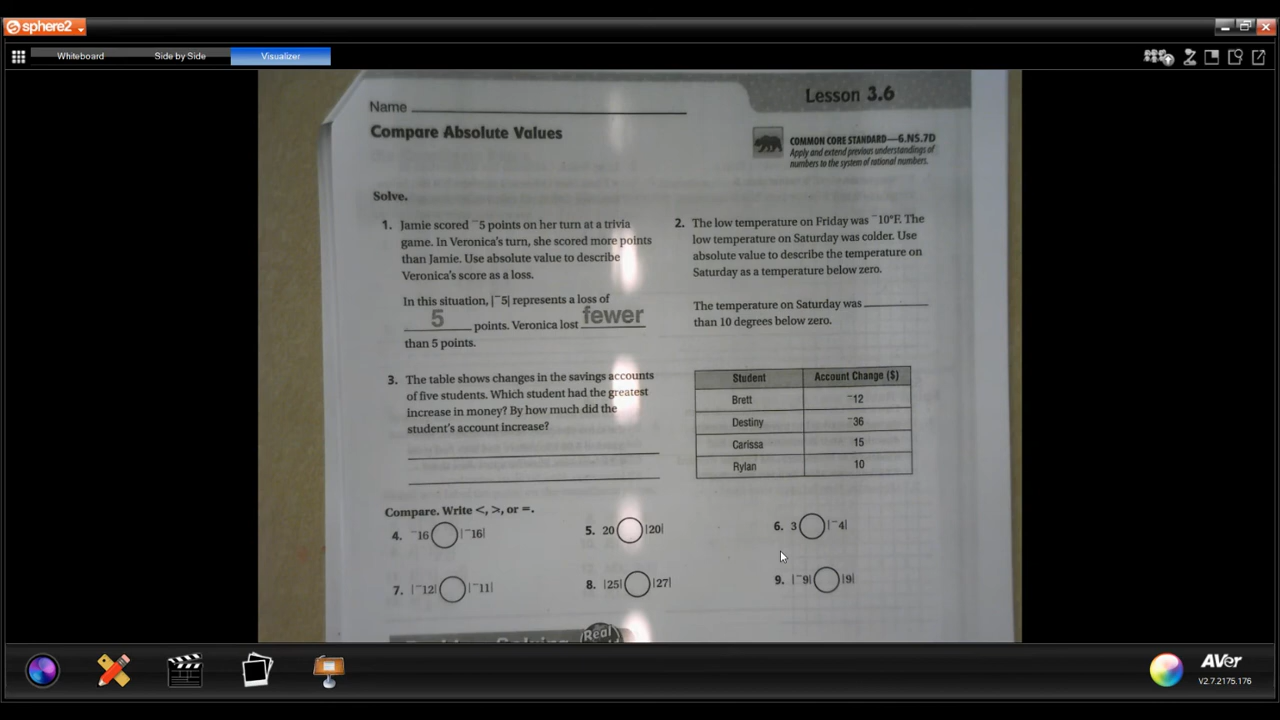 sphere2
Whiteboard
Side by Side
Visualizer
Name
Lesson 3.6
Compare Absolute Values
COMMON CORE STANDARD—6.NS.7D
Apply and extend previous understandings of
numbers to the system of rational numbers.
Solve.
1. Jamie scored ⁻5 points on her turn at a trivia
game. In Veronica's turn, she scored more points
than Jamie. Use absolute value to describe
Veronica's score as a loss.
In this situation, |⁻5| represents a loss of
5 points. Veronica lost fewer
than 5 points.
2. The low temperature on Friday was ⁻10°F. The
low temperature on Saturday was colder. Use
absolute value to describe the temperature on
Saturday as a temperature below zero.
The temperature on Saturday was
than 10 degrees below zero.
3. The table shows changes in the savings accounts
of five students. Which student had the greatest
increase in money? By how much did the
student's account increase?
Student Account Change ($)
Brett ⁻12
Destiny ⁻36
Carissa 15
Rylan 10
Compare. Write <, >, or =.
4. ⁻16 |⁻16| 5. 20 |20| 6. 3 |⁻4|
7. |⁻12| |⁻11| 8. |25| |27| 9. |⁻9| |9|
Real
AVer
V2.7.2175.176